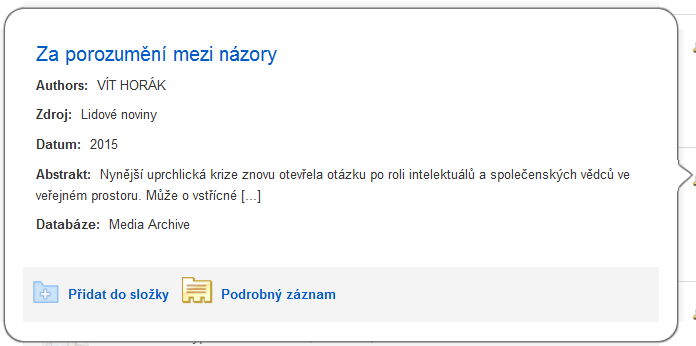 Za porozumění mezi názory
Authors: VÍT HORÁK
Zdroj: Lidové noviny
Datum: 2015
Abstrakt: Nynější uprchlická krize znovu otevřela otázku po roli intelektuálů a společenských vědců ve
veřejném prostoru. Může o vstřícné [...]
Databáze: Media Archive
Přidat do složky Podrobný záznam